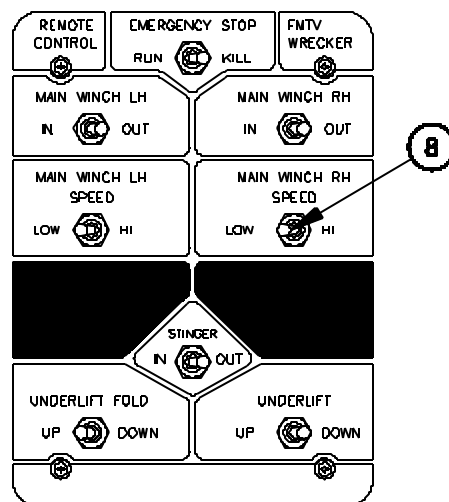 REMOTE CONTROL
EMERGENCY STOP
RUN KILL
FMTV WRECKER
MAIN WINCH LH
IN OUT
MAIN WINCH RH
IN OUT
8
MAIN WINCH LH
SPEED
LOW HI
MAIN WINCH RH
SPEED
LOW HI
STINGER
IN OUT
UNDERLIFT FOLD
UP DOWN
UNDERLIFT
UP DOWN